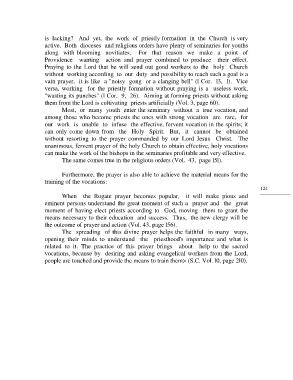 is lacking? And yet, the work of priestly formation in the Church is very
active. Both dioceses and religious orders have plenty of seminaries for youths
along with blooming novitiates. For that reason we make a point of
Providence wanting action and prayer combined to produce their effect.
Praying to the Lord that he will send out good workers to the holy Church
without working according to our duty and possibility to reach such a goal is a
vain prayer, it is like a "noisy gong or a clanging bell" (I Cor. 13, 1). Vice
versa, working for the priestly formation without praying is a useless work,
"wasting its punches" (I Cor. 9, 26). Aiming at forming priests without asking
them from the Lord is cultivating priests artificially (Vol. 3, page 60).
Most, or many youth enter the seminary without a true vocation, and
among those who become priests the ones with strong vocation are rare, for
our work is unable to infuse the effective, fervent vocation in the spirits; it
can only come down from the Holy Spirit. But, it cannot be obtained
without resorting to the prayer commanded by our Lord Jesus Christ. The
unanimous, fervent prayer of the holy Church to obtain effective, holy vocations
can make the work of the bishops in the seminaries profitable and very effective.
The same comes true in the religious orders (Vol. 43, page 151).
Furthermore, the prayer is also able to achieve the material means for the
training of the vocations:
121
When the Rogate prayer becomes popular, it will make pious and
eminent persons understand the great moment of such a prayer and the great
moment of having elect priests according to God, moving them to grant the
means necessary to their education and success. Thus, the new clergy will be
the outcome of prayer and action (Vol. 43, page 156).
The spreading of this divine prayer helps the faithful in many ways,
opening their minds to understand the priesthood's importance and what is
related to it. The practice of this prayer brings about help to the sacred
vocations, because by desiring and asking evangelical workers from the Lord,
people are touched and provide the means to train them» (S.C. Vol. 10, page 210).